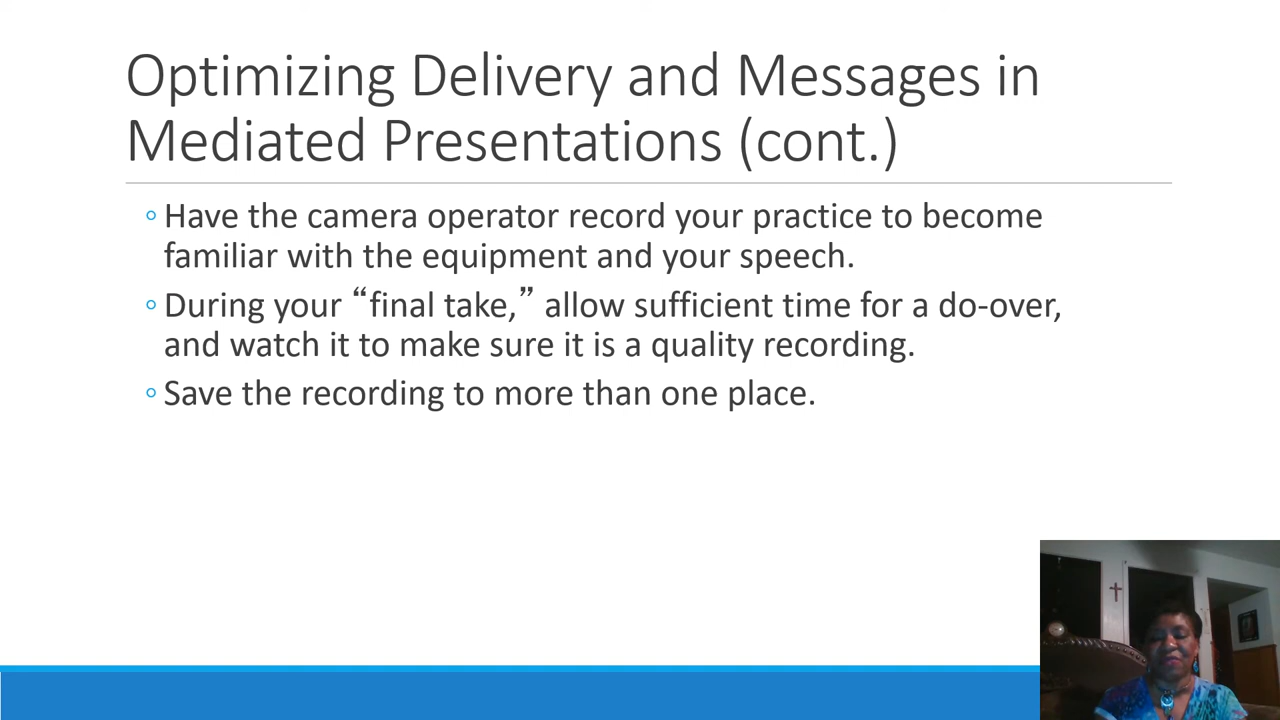 Optimizing Delivery and Messages in
Mediated Presentations (cont.)
◦ Have the camera operator record your practice to become
familiar with the equipment and your speech.
◦ During your “final take,” allow sufficient time for a do-over,
and watch it to make sure it is a quality recording.
◦ Save the recording to more than one place.